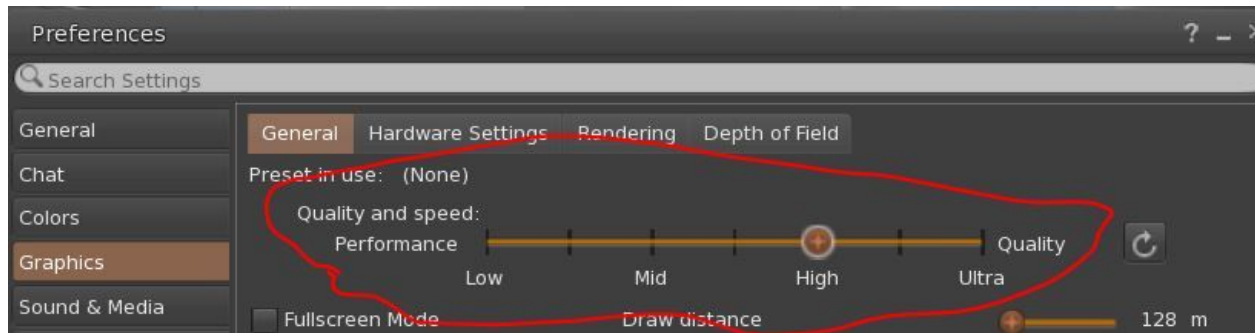 Preferences
? _
Search Settings
General
Chat
Colors
Graphics
Sound & Media
General Hardware Settings Rendering Depth of Field
Preset in use: (None)
Quality and speed:
Performance Quality
Low Mid High Ultra
Fullscreen Mode Draw distance 128 m